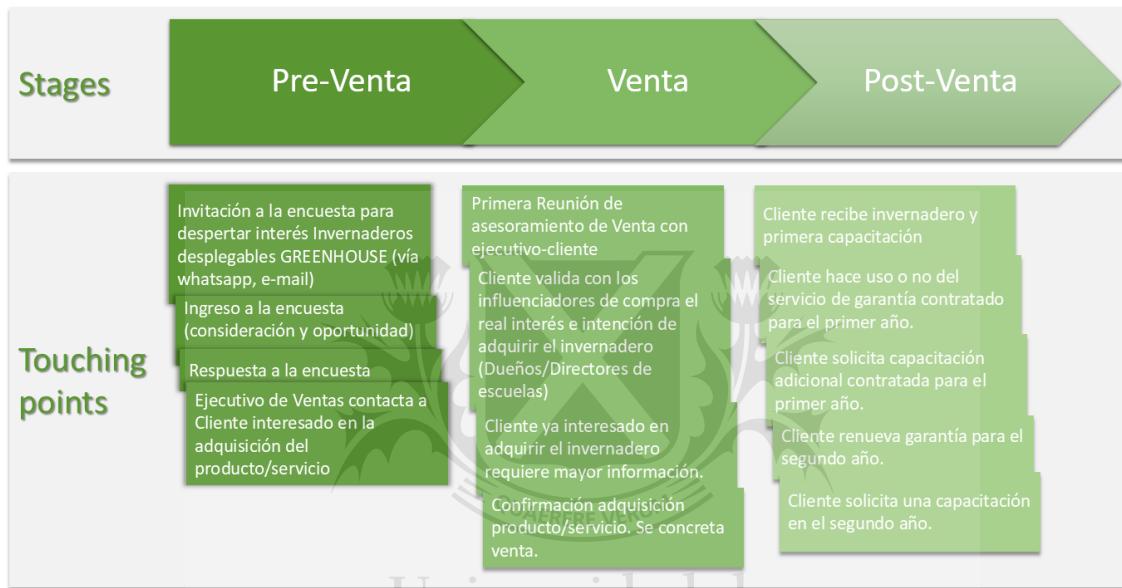 Stages
Pre-Venta
Venta
Post-Venta
Touching
points
Invitación a la encuesta para
despertar interés Invernaderos
desplegables GREENHOUSE (vía
whatsapp, e-mail)
Ingreso a la encuesta
(consideración y oportunidad)
Respuesta a la encuesta
Ejecutivo de Ventas contacta a
Cliente interesado en la
adquisición del
producto/servicio
Primera Reunión de
asesoramiento de Venta con
ejecutivo-cliente
Cliente valida con los
influenciadores de compra el
real interés e intención de
adquirir el invernadero
(Dueños/Directores de
escuelas)
Cliente ya interesado en
adquirir el invernadero
requiere mayor información.
Confirmación adquisición
producto/servicio. Se concreta
venta.
Cliente recibe invernadero y
primera capacitación
Cliente hace uso o no del
servicio de garantía contratado
para el primer año.
Cliente solicita capacitación
adicional contratada para el
primer año.
Cliente renueva garantía para el
segundo año.
Cliente solicita una capacitación
en el segundo año.
QUAERERE VERUM